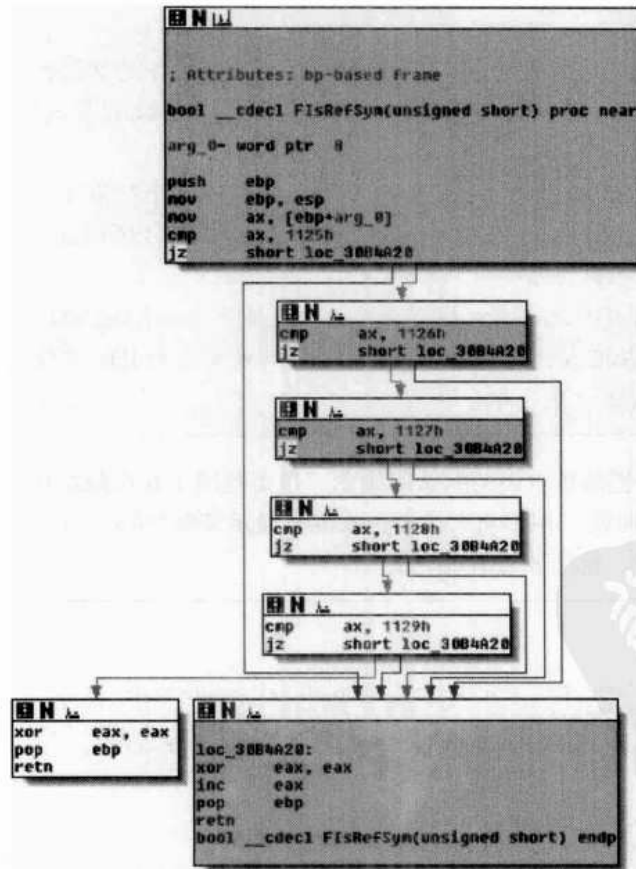 ; Attributes: bp-based frame
bool __cdecl FIsRefSym(unsigned short) proc near
arg_0= word ptr 8
push ebp
mov ebp, esp
mov ax, [ebp+arg_0]
cmp ax, 1125h
jz short loc_30B4A20
cmp ax, 1126h
jz short loc_30B4A20
cmp ax, 1127h
jz short loc_30B4A20
cmp ax, 1128h
jz short loc_30B4A20
cmp ax, 1129h
jz short loc_30B4A20
xor eax, eax
pop ebp
retn
loc_30B4A20:
xor eax, eax
inc eax
pop ebp
retn
bool __cdecl FIsRefSym(unsigned short) endp